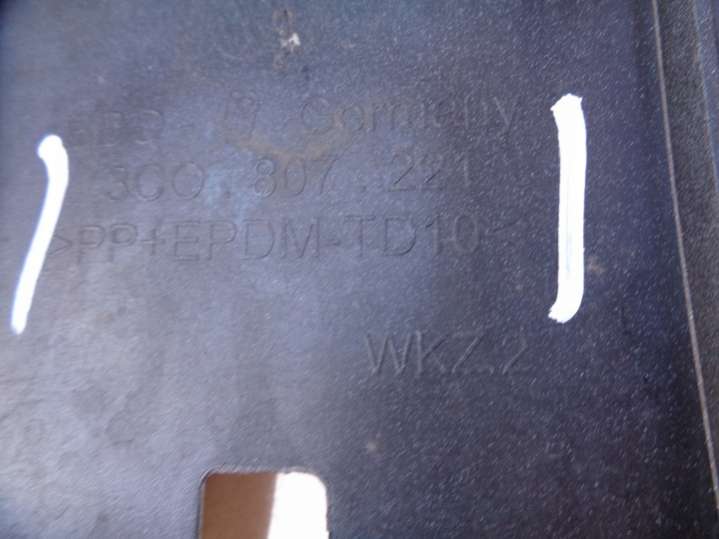 Germany
3C0 . 807 . 221
>PP+EPDM-TD10<
WKZ.2